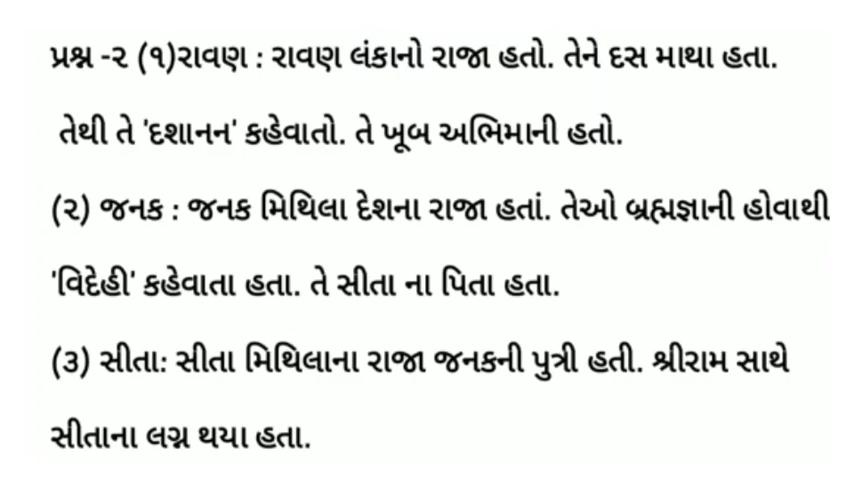 પ્રશ્ન -૨ (૧)રાવણ : રાવણ લંકાનો રાજા હતો. તેને દસ માથા હતા.
તેથી તે 'દશાનન' કહેવાતો. તે ખૂબ અભિમાની હતો.
(૨) જનક : જનક મિથિલા દેશના રાજા હતાં. તેઓ બ્રહ્મજ્ઞાની હોવાથી
'વિદેહી' કહેવાતા હતા. તે સીતા ના પિતા હતા.
(૩) સીતા: સીતા મિથિલાના રાજા જનકની પુત્રી હતી. શ્રીરામ સાથે
સીતાના લગ્ન થયા હતા.